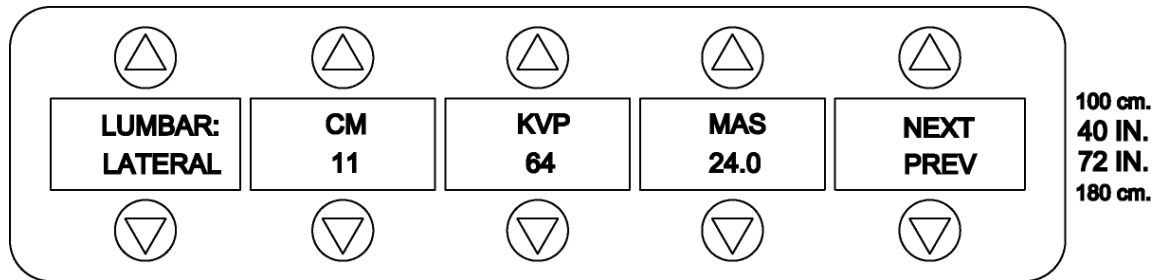 LUMBAR:
LATERAL
CM
11
KVP
64
MAS
24.0
NEXT
PREV
100 cm.
40 IN.
72 IN.
180 cm.